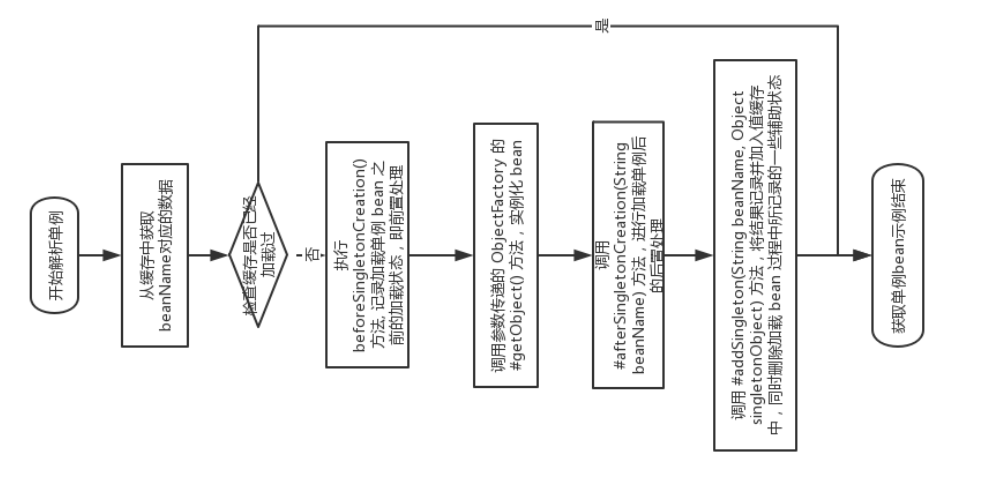 开始解析单例
从缓存中获取
beanName对应的数据
检查缓存是否已经
加载过
是
否
执行
beforeSingletonCreation()
方法, 记录加载单例 bean 之
前的加载状态，即前置处理
调用参数传递的 ObjectFactory 的
#getObject() 方法，实例化 bean
调用
#afterSingletonCreation(String
beanName) 方法，进行加载单例后
的后置处理
调用 #addSingleton(String beanName, Object
singletonObject) 方法，将结果记录并加入值缓存
中，同时删除加载 bean 过程中所记录的一些辅助状态
获取单例bean示例结束